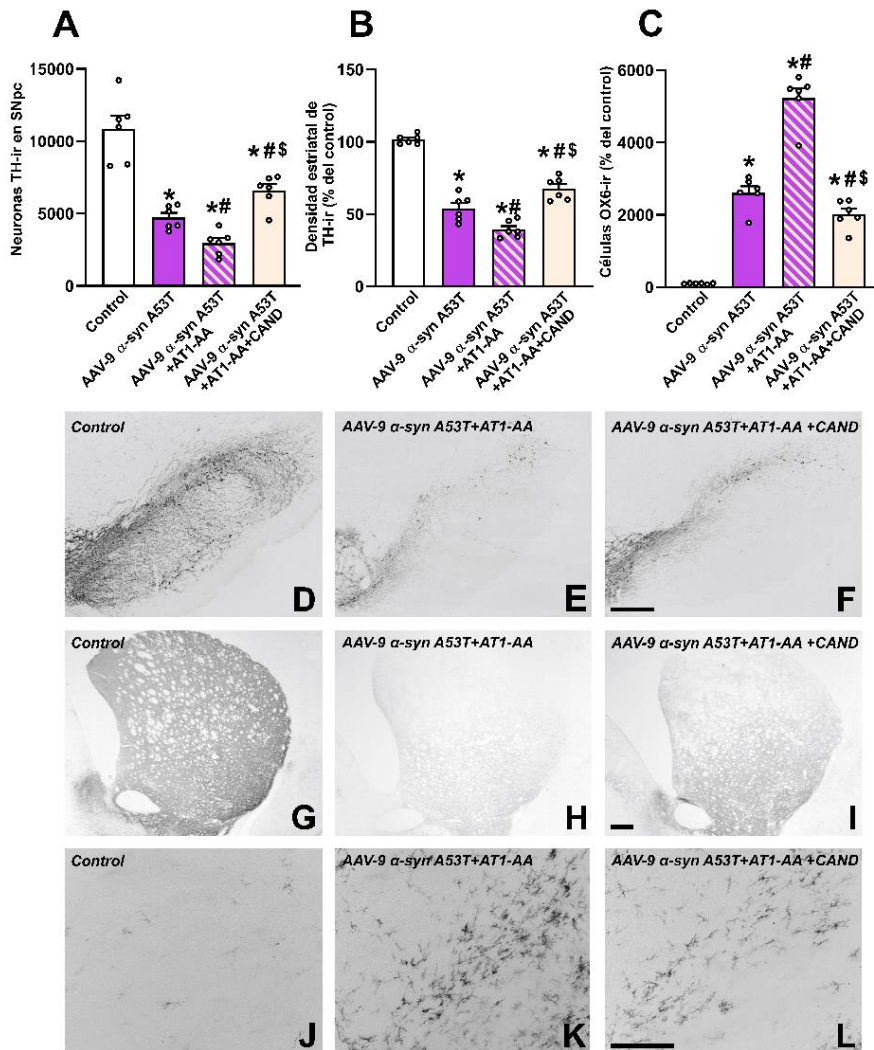 A
Neuronas TH-ir en SNpc
15000
10000
5000
0
*
*#
*#$
Control
AAV-9 α-syn A53T
AAV-9 α-syn A53T
+AT1-AA
AAV-9 α-syn A53T
+AT1-AA+CAND
B
Densidad estriatal de
TH-ir (% del control)
150
100
50
0
*
*#
*#$
Control
AAV-9 α-syn A53T
AAV-9 α-syn A53T
+AT1-AA
AAV-9 α-syn A53T
+AT1-AA+CAND
C
Células OX6-ir (% del control)
6000
4000
2000
0
*
*#
*#$
Control
AAV-9 α-syn A53T
AAV-9 α-syn A53T
+AT1-AA
AAV-9 α-syn A53T
+AT1-AA+CAND
Control
D
AAV-9 α-syn A53T+AT1-AA
E
AAV-9 α-syn A53T+AT1-AA +CAND
F
Control
G
AAV-9 α-syn A53T+AT1-AA
H
AAV-9 α-syn A53T+AT1-AA +CAND
I
Control
J
AAV-9 α-syn A53T+AT1-AA
K
AAV-9 α-syn A53T+AT1-AA +CAND
L